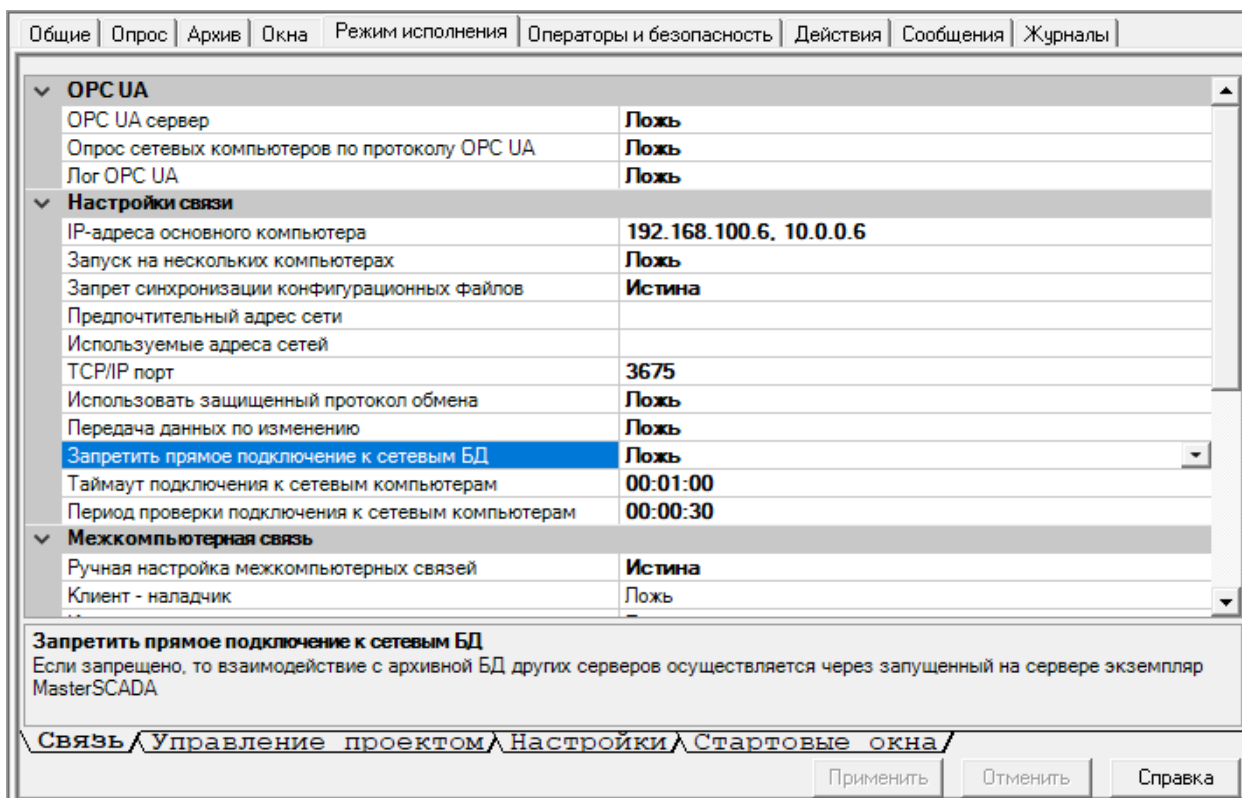 Общие Опрос Архив Окна Режим исполнения Операторы и безопасность Действия Сообщения Журналы
OPC UA
OPC UA сервер Ложь
Опрос сетевых компьютеров по протоколу OPC UA Ложь
Лог OPC UA Ложь
Настройки связи
IP-адреса основного компьютера 192.168.100.6, 10.0.0.6
Запуск на нескольких компьютерах Ложь
Запрет синхронизации конфигурационных файлов Истина
Предпочтительный адрес сети
Используемые адреса сетей
TCP/IP порт 3675
Использовать защищенный протокол обмена Ложь
Передача данных по изменению Ложь
Запретить прямое подключение к сетевым БД Ложь
Таймаут подключения к сетевым компьютерам 00:01:00
Период проверки подключения к сетевым компьютерам 00:00:30
Межкомпьютерная связь
Ручная настройка межкомпьютерных связей Истина
Клиент - наладчик Ложь
Запретить прямое подключение к сетевым БД
Если запрещено, то взаимодействие с архивной БД других серверов осуществляется через запущенный на сервере экземпляр
MasterSCADA
Связь Управление проектом Настройки Стартовые окна
Применить Отменить Справка